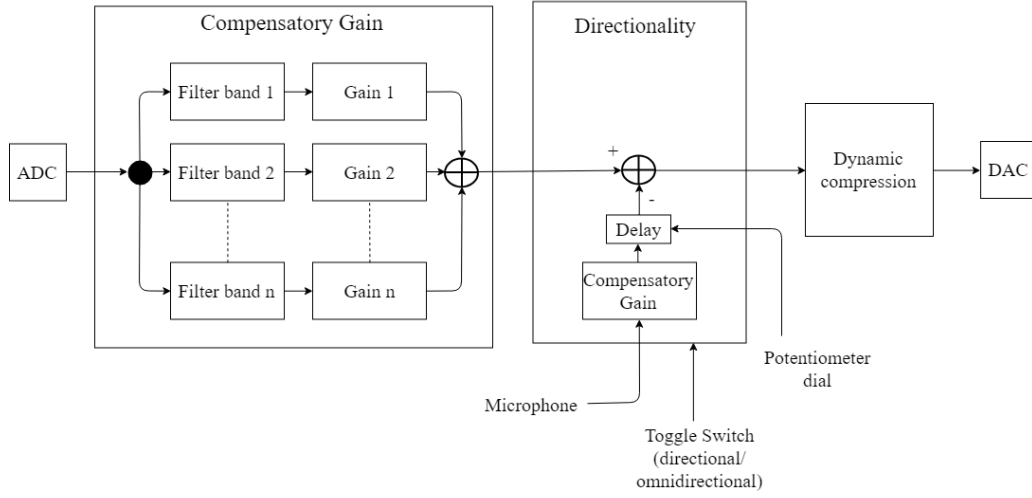 Compensatory Gain
Directionality
ADC
Filter band 1
Gain 1
Filter band 2
Gain 2
Filter band n
Gain n
+
-
Delay
Compensatory
Gain
Dynamic
compression
DAC
Potentiometer
dial
Microphone
Toggle Switch
(directional/
omnidirectional)